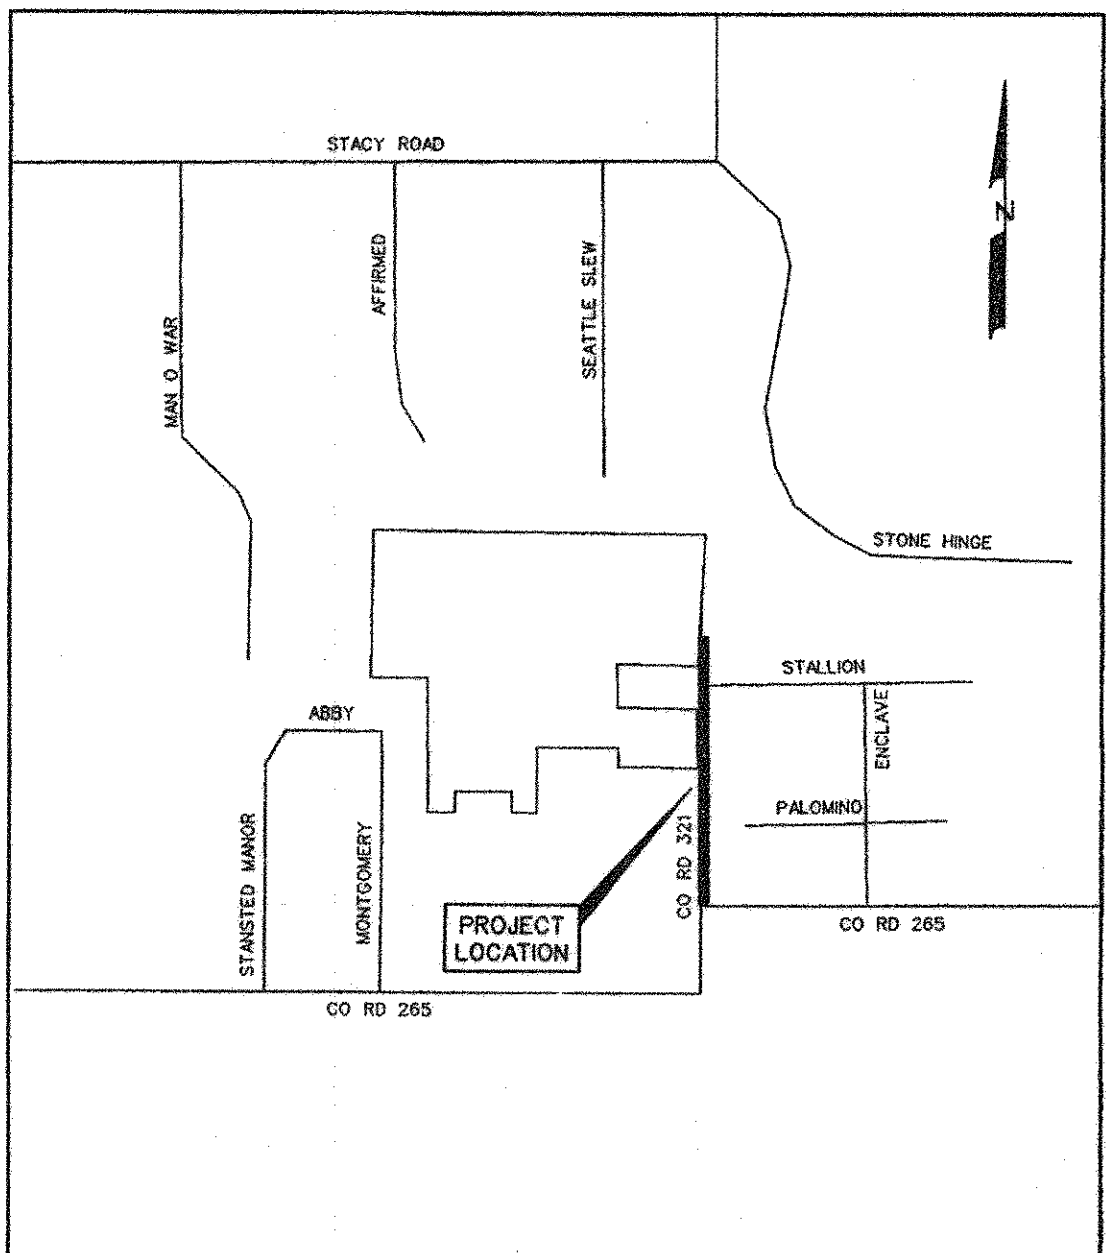 STACY ROAD
MAN O WAR
AFFIRMED
SEATTLE SLEW
N
STONE HINGE
STALLION
ENCLAVE
ABBY
PALOMINO
STANSTED MANOR
MONTGOMERY
CO RD 321
PROJECT
LOCATION
CO RD 265
CO RD 265